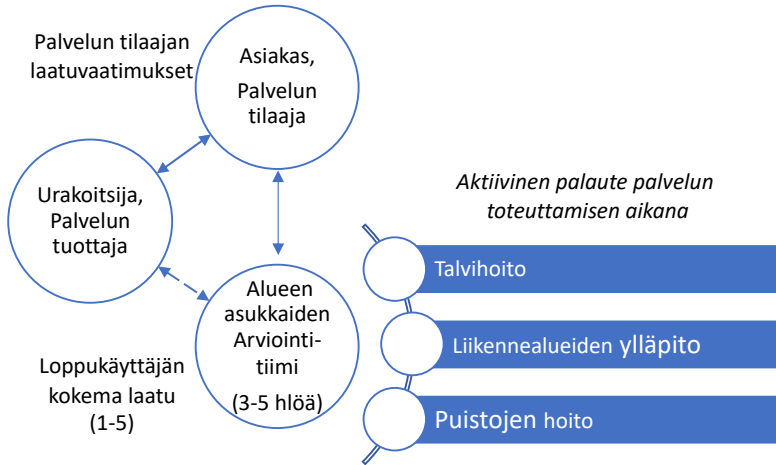 Palvelun tilaajan
laatuvaatimukset
Asiakas,
Palvelun
tilaaja
Urakoitsija,
Palvelun
tuottaja
Alueen
asukkaiden
Arviointi-
tiimi
(3-5 hlöä)
Loppukäyttäjän
kokema laatu
(1-5)
Aktiivinen palaute palvelun
toteuttamisen aikana
Talvihoito
Liikennealueiden ylläpito
Puistojen hoito